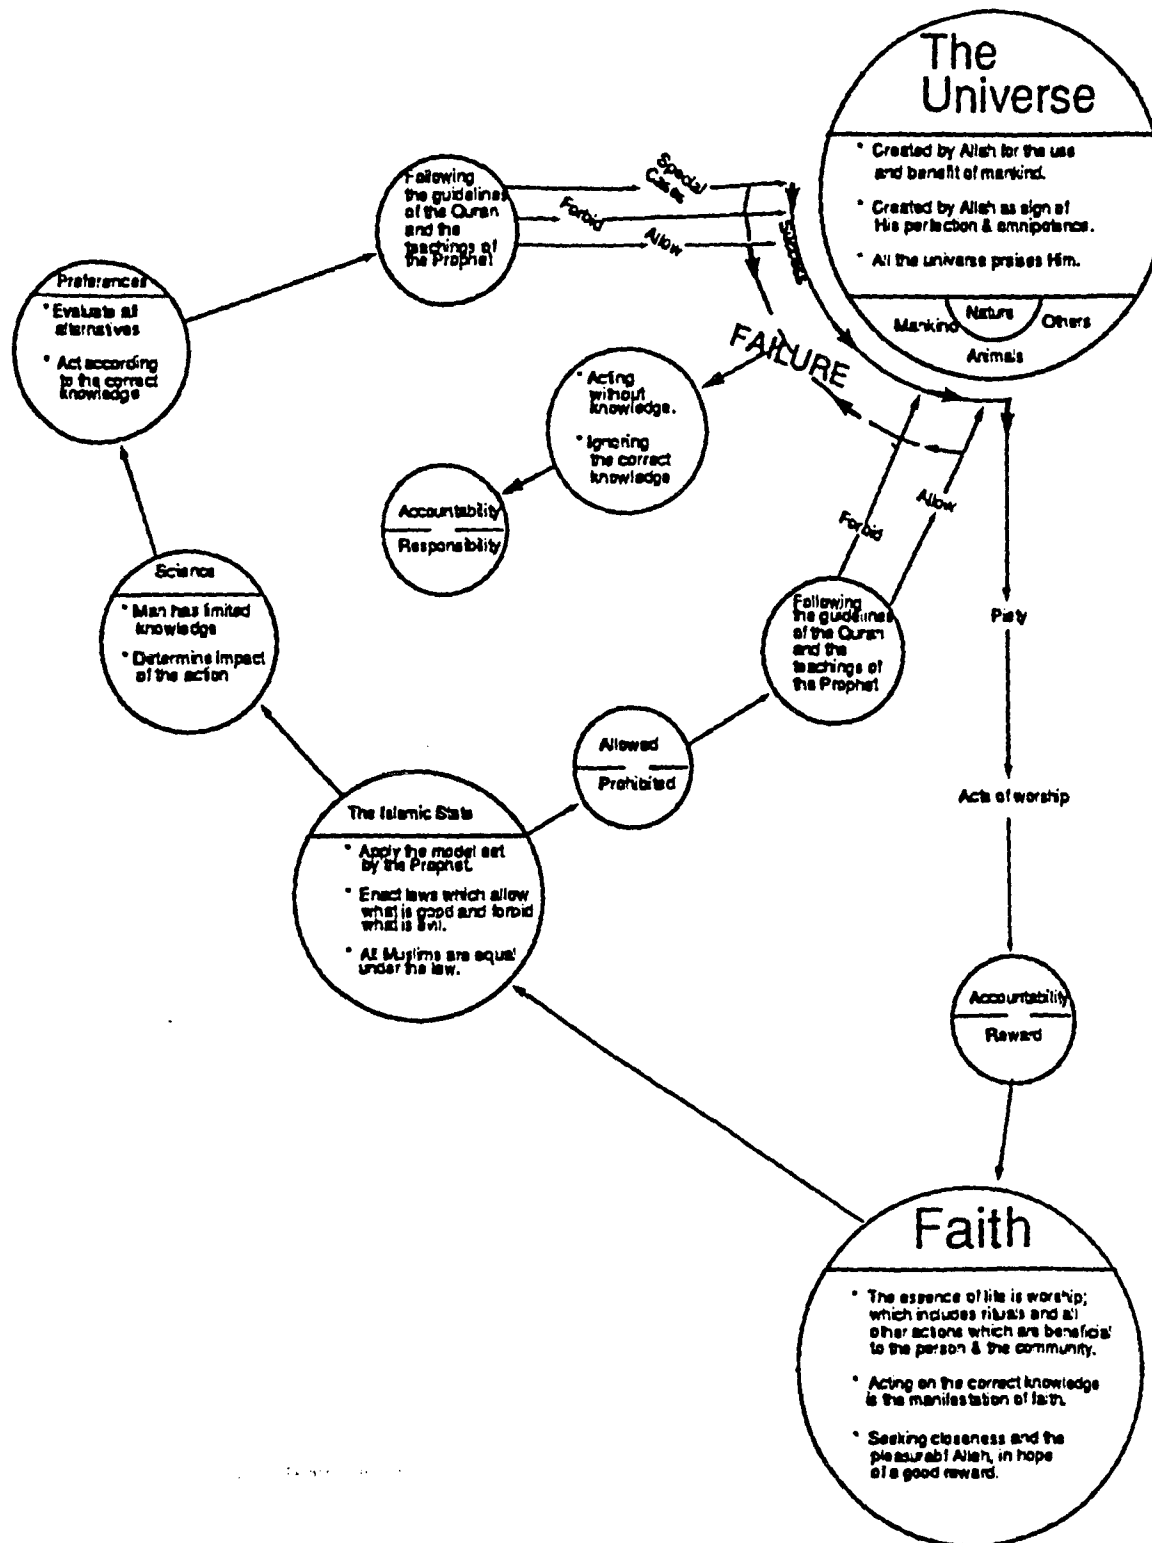 The
Universe
* Created by Allah for the use
and benefit of mankind.
* Created by Allah as sign of
His perfection & omnipotence.
* All the universe praises Him.
Nature
Mankind
Others
Animals
Following
the guidelines
of the Quran
and the
teachings of
the Prophet
Special
Cases
Forbid
Allow
Success
FAILURE
Preferences
* Evaluate all
alternatives
* Act according
to the correct
knowledge
* Acting
without
knowledge.
* Ignoring
the correct
knowledge
Accountability
Responsibility
Science
* Man has limited
knowledge
* Determine impact
of the action
Forbid
Allow
Following
the guidelines
of the Quran
and the
teachings of
the Prophet
Piety
Allowed
Prohibited
Acts of worship
The Islamic State
* Apply the model set
by the Prophet.
* Enact laws which allow
what is good and forbid
what is evil.
* All Muslims are equal
under the law.
Accountability
Reward
Faith
* The essence of life is worship;
which includes rituals and all
other actions which are beneficial
to the person & the community.
* Acting on the correct knowledge
is the manifestation of faith.
* Seeking closeness and the
pleasurabf Allah, in hope
of a good reward.